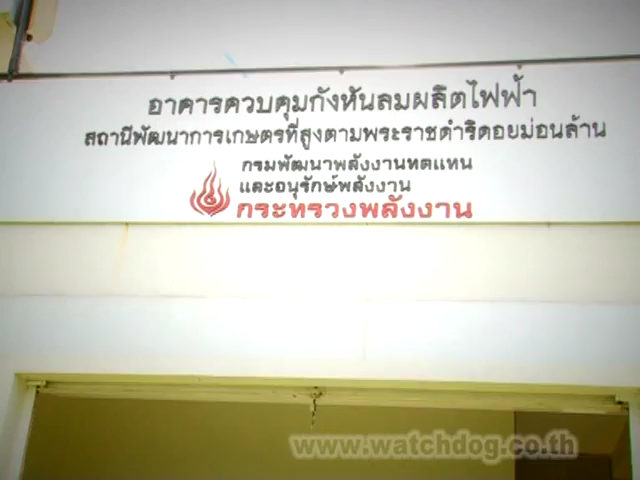 อาคารควบคุมกังหันลมผลิตไฟฟ้า
สถานีพัฒนาการเกษตรที่สูงตามพระราชดำริดอยม่อนล้าน
กรมพัฒนาพลังงานทดแทน
และอนุรักษ์พลังงาน
กระทรวงพลังงาน
www.watchdog.co.th